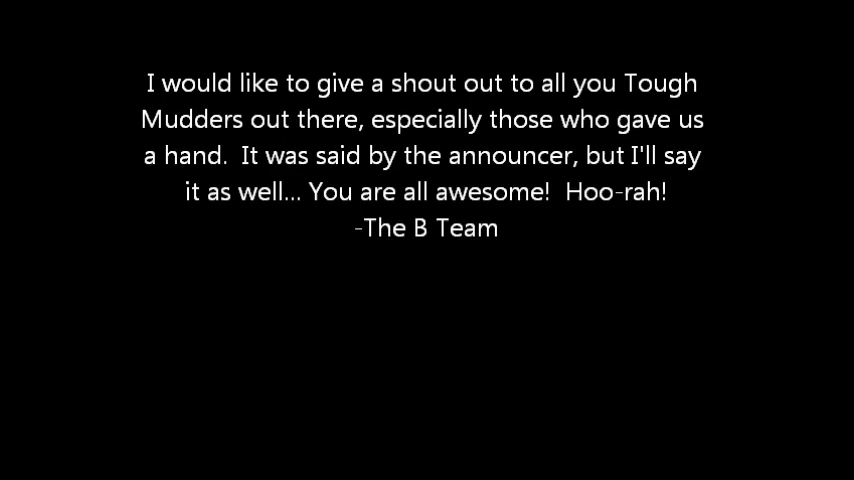 I would like to give a shout out to all you Tough
Mudders out there, especially those who gave us
a hand.  It was said by the announcer, but I'll say
it as well... You are all awesome!  Hoo-rah!
-The B Team